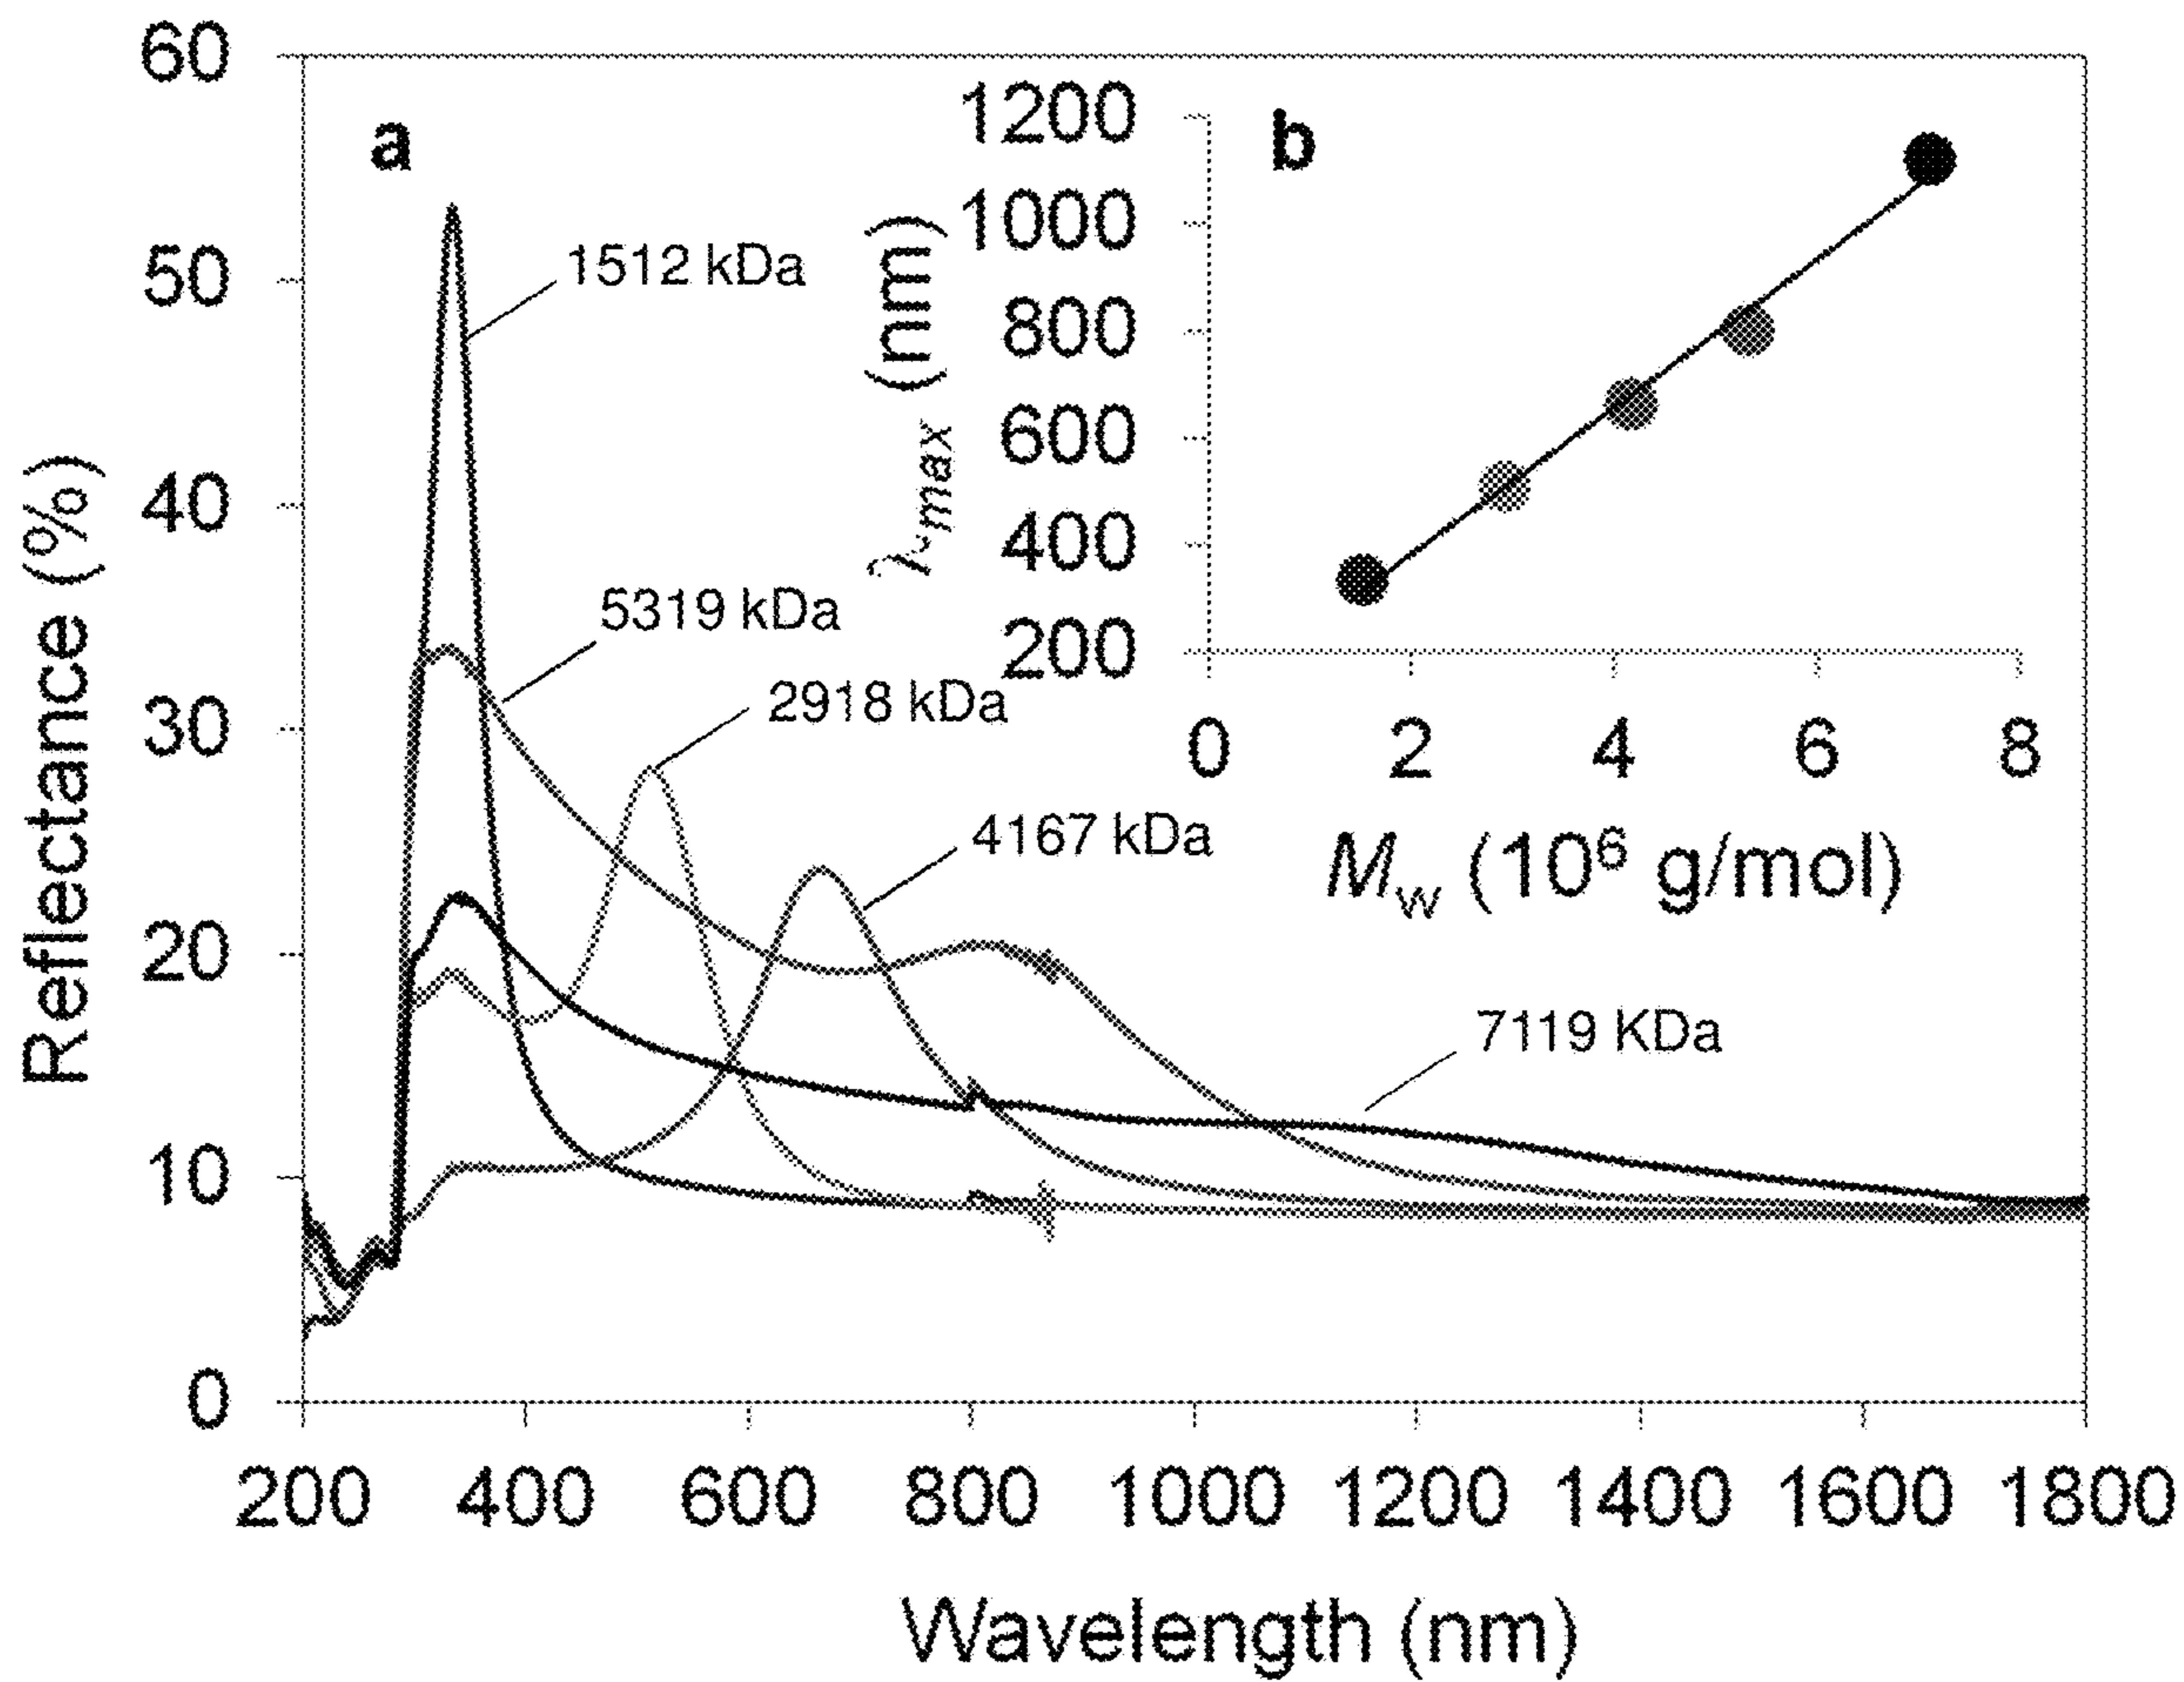 60
50
40
30
20
10
0
Reflectance (%)
200 400 600 800 1000 1200 1400 1600 1800
Wavelength (nm)
a
1512 kDa
5319 kDa
2918 kDa
4167 kDa
7119 KDa
b
1200
1000
800
600
400
200
λmax (nm)
0 2 4 6 8
Mw (10⁶ g/mol)